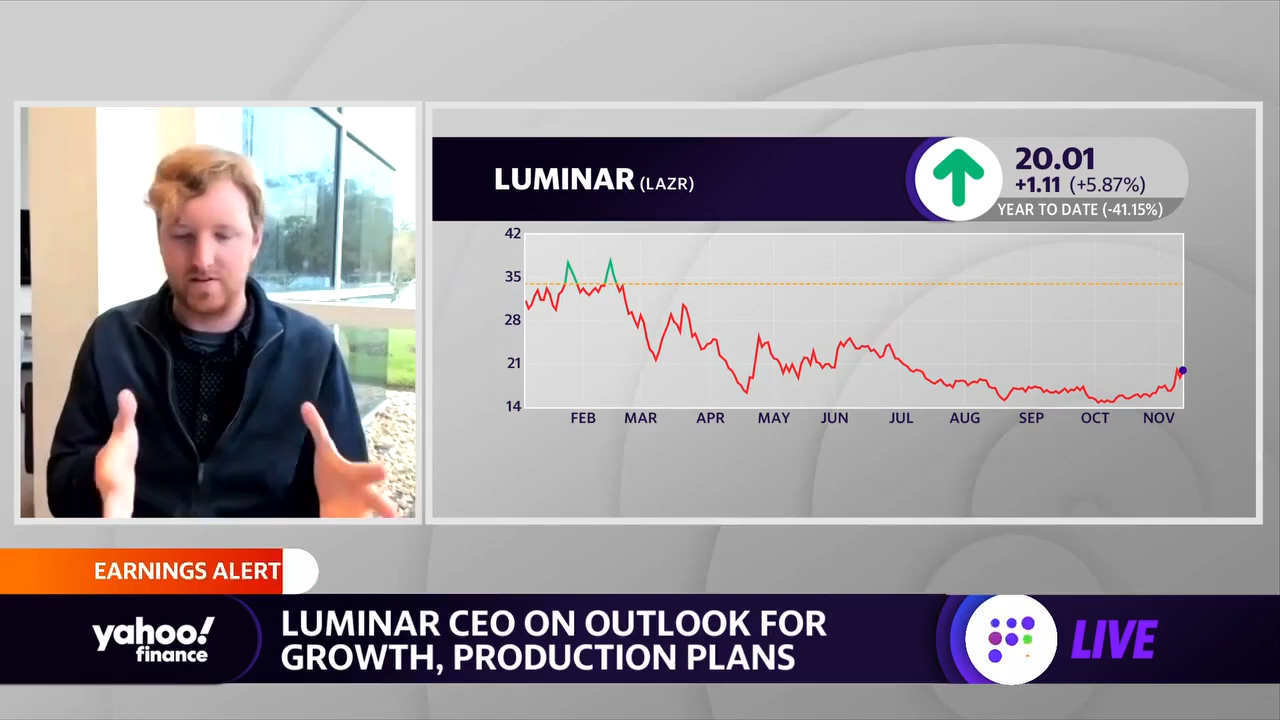 LUMINAR (LAZR)
20.01
+1.11 (+5.87%)
YEAR TO DATE (-41.15%)
42
35
28
21
14
FEB MAR APR MAY JUN JUL AUG SEP OCT NOV
EARNINGS ALERT
yahoo!
finance
LUMINAR CEO ON OUTLOOK FOR
GROWTH, PRODUCTION PLANS
LIVE